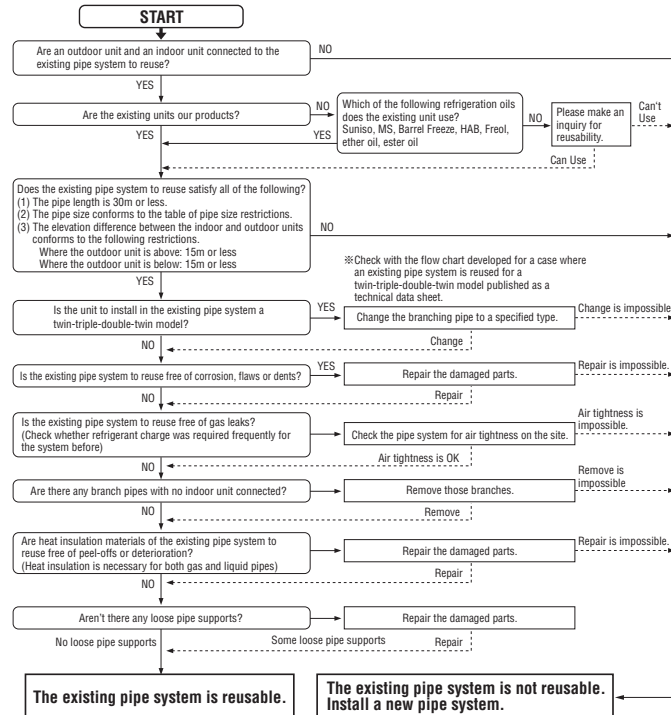 START
Are an outdoor unit and an indoor unit connected to the
existing pipe system to reuse?
NO
YES
Are the existing units our products?
NO
Which of the following refrigeration oils
does the existing unit use?
Suniso, MS, Barrel Freeze, HAB, Freol,
ether oil, ester oil
NO
Please make an
inquiry for
reusability.
Can't
Use
YES
YES
Can Use
Does the existing pipe system to reuse satisfy all of the following?
(1) The pipe length is 30m or less.
(2) The pipe size conforms to the table of pipe size restrictions.
(3) The elevation difference between the indoor and outdoor units
conforms to the following restrictions.
Where the outdoor unit is above: 15m or less
Where the outdoor unit is below: 15m or less
NO
YES
※Check with the flow chart developed for a case where
an existing pipe system is reused for a
twin-triple-double-twin model published as a
technical data sheet.
Is the unit to install in the existing pipe system a
twin-triple-double-twin model?
YES
Change the branching pipe to a specified type.
Change is impossible.
NO
Change
Is the existing pipe system to reuse free of corrosion, flaws or dents?
YES
Repair the damaged parts.
Repair is impossible.
NO
Repair
Is the existing pipe system to reuse free of gas leaks?
(Check whether refrigerant charge was required frequently for
the system before)
Check the pipe system for air tightness on the site.
Air tightness is
impossible.
NO
Air tightness is OK
Are there any branch pipes with no indoor unit connected?
Remove those branches.
Remove is
impossible
NO
Remove
Are heat insulation materials of the existing pipe system to
reuse free of peel-offs or deterioration?
(Heat insulation is necessary for both gas and liquid pipes)
Repair the damaged parts.
Repair is impossible.
NO
Repair
Aren't there any loose pipe supports?
Repair the damaged parts.
No loose pipe supports
Some loose pipe supports
Repair
The existing pipe system is reusable.
The existing pipe system is not reusable.
Install a new pipe system.